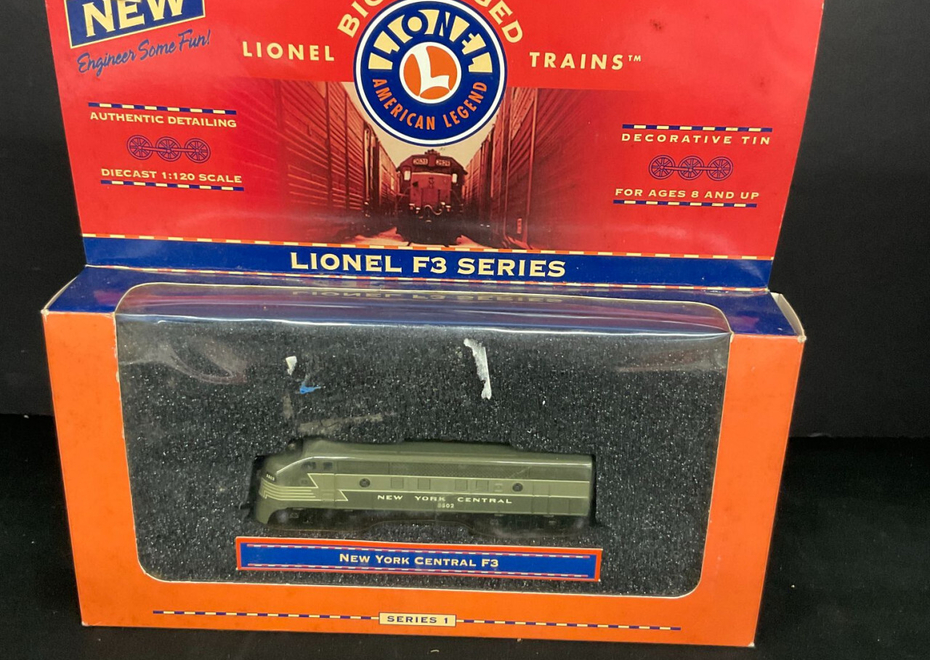 NEW
Engineer Some Fun!
LIONEL
TRAINS™
LIONEL
L
AMERICAN LEGEND
AUTHENTIC DETAILING
DIECAST 1:120 SCALE
DECORATIVE TIN
FOR AGES 8 AND UP
LIONEL F3 SERIES
NEW YORK CENTRAL
NEW YORK CENTRAL F3
SERIES 1